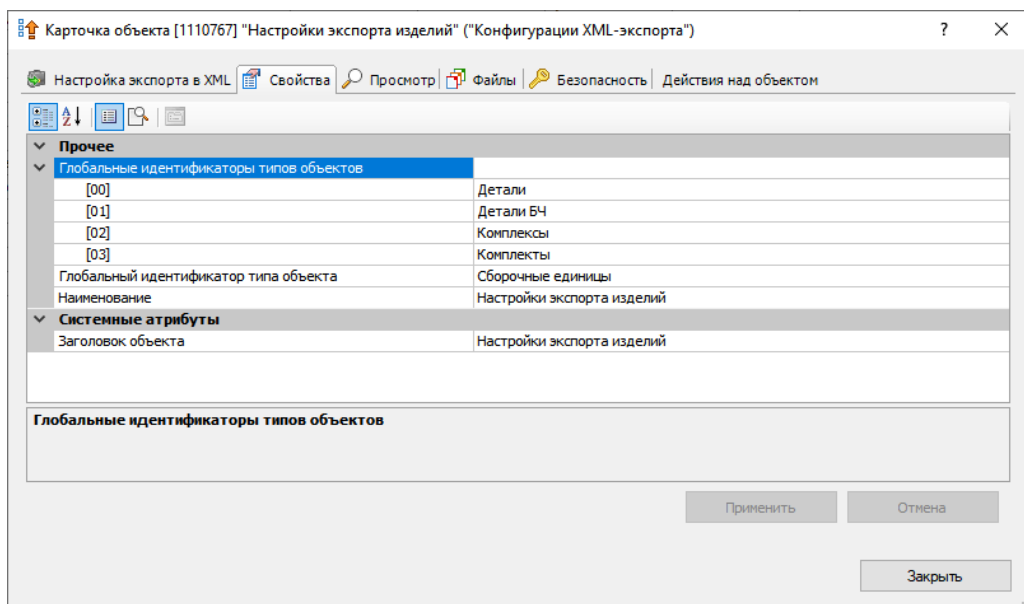 Карточка объекта [1110767] "Настройки экспорта изделий" ("Конфигурации XML-экспорта") ?
Настройка экспорта в XML Свойства Просмотр Файлы Безопасность Действия над объектом
Прочее
Глобальные идентификаторы типов объектов
[00] Детали
[01] Детали БЧ
[02] Комплексы
[03] Комплекты
Глобальный идентификатор типа объекта Сборочные единицы
Наименование Настройки экспорта изделий
Системные атрибуты
Заголовок объекта Настройки экспорта изделий
Глобальные идентификаторы типов объектов
Применить Отмена
Закрыть